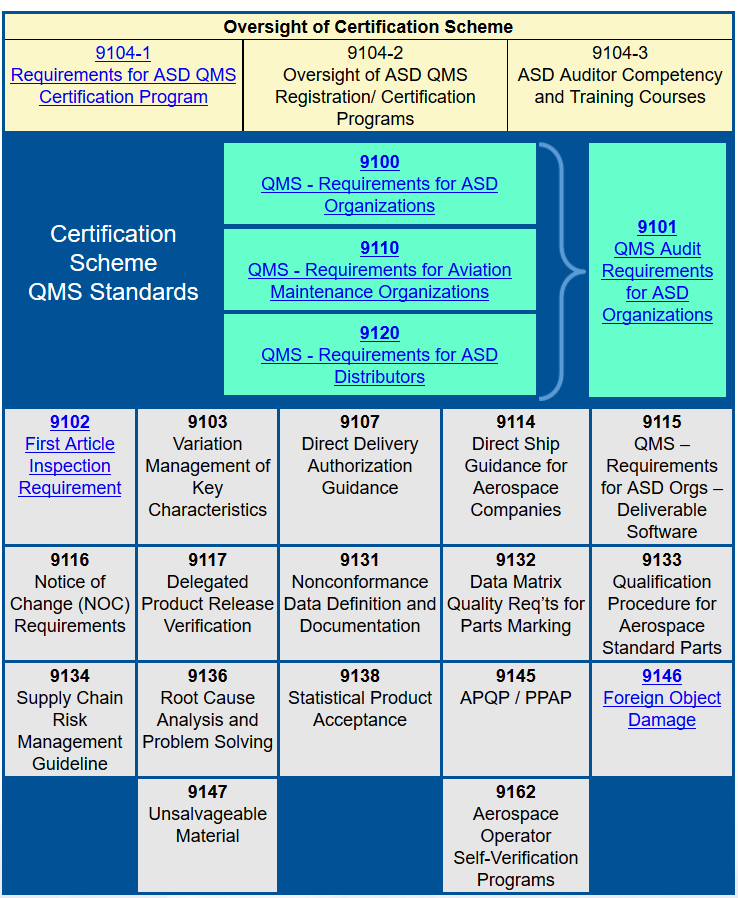 Oversight of Certification Scheme
9104-1
Requirements for ASD QMS
Certification Program
9104-2
Oversight of ASD QMS
Registration/ Certification
Programs
9104-3
ASD Auditor Competency
and Training Courses
Certification
Scheme
QMS Standards
9100
QMS - Requirements for ASD
Organizations
9110
QMS - Requirements for Aviation
Maintenance Organizations
9120
QMS - Requirements for ASD
Distributors
9101
QMS Audit
Requirements
for ASD
Organizations
9102
First Article
Inspection
Requirement
9103
Variation
Management of
Key
Characteristics
9107
Direct Delivery
Authorization
Guidance
9114
Direct Ship
Guidance for
Aerospace
Companies
9115
QMS –
Requirements
for ASD Orgs –
Deliverable
Software
9116
Notice of
Change (NOC)
Requirements
9117
Delegated
Product Release
Verification
9131
Nonconformance
Data Definition and
Documentation
9132
Data Matrix
Quality Req’ts for
Parts Marking
9133
Qualification
Procedure for
Aerospace
Standard Parts
9134
Supply Chain
Risk
Management
Guideline
9136
Root Cause
Analysis and
Problem Solving
9138
Statistical Product
Acceptance
9145
APQP / PPAP
9146
Foreign Object
Damage
9147
Unsalvageable
Material
9162
Aerospace
Operator
Self-Verification
Programs